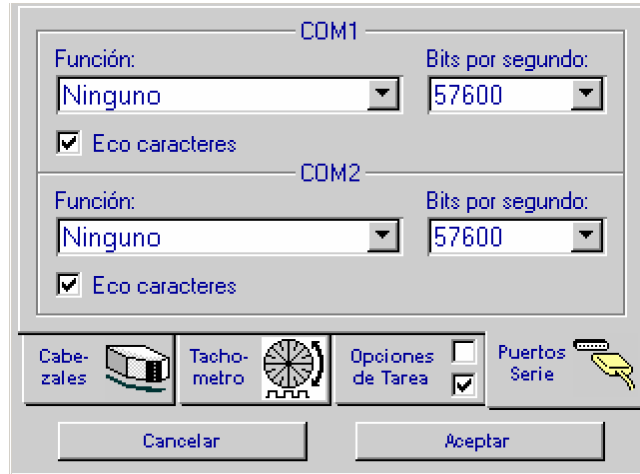 COM1
Función: Bits por segundo:
Ninguno 57600
Eco caracteres
COM2
Función: Bits por segundo:
Ninguno 57600
Eco caracteres
Cabe- Tacho- Opciones Puertos
zales metro de Tarea Serie
Cancelar Aceptar